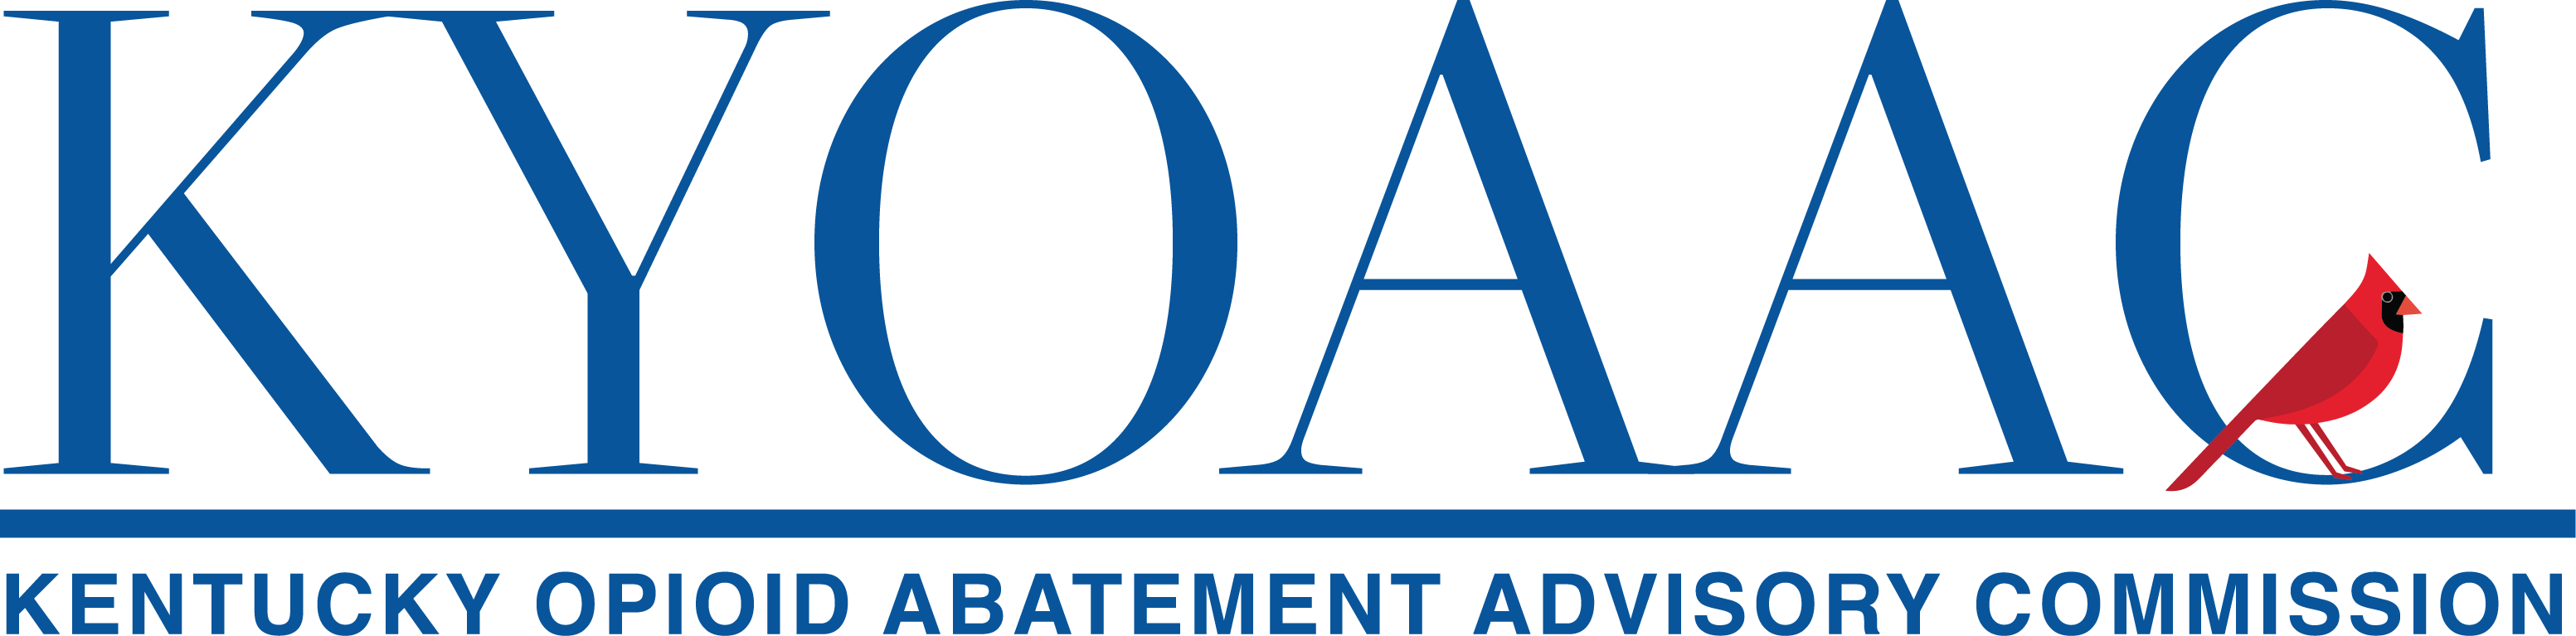 KYOAAC
KENTUCKY OPIOID ABATEMENT ADVISORY COMMISSION